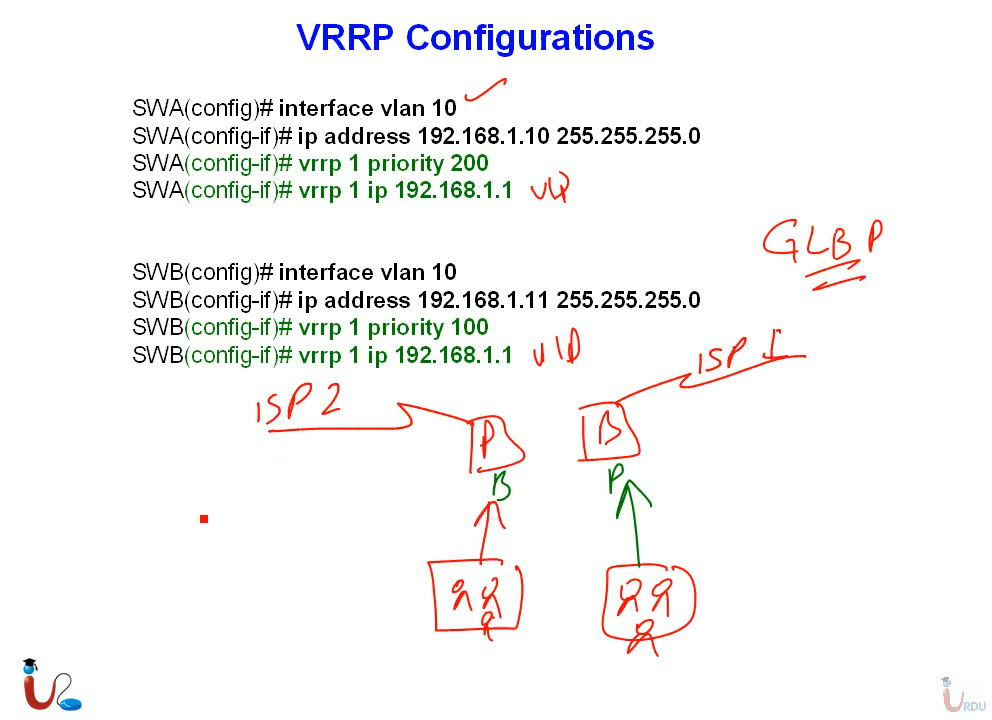 VRRP Configurations
SWA(config)# interface vlan 10
SWA(config-if)# ip address 192.168.1.10 255.255.255.0
SWA(config-if)# vrrp 1 priority 200
SWA(config-if)# vrrp 1 ip 192.168.1.1
GLBP
SWB(config)# interface vlan 10
SWB(config-if)# ip address 192.168.1.11 255.255.255.0
SWB(config-if)# vrrp 1 priority 100
SWB(config-if)# vrrp 1 ip 192.168.1.1
ISP 1
ISP 2
P B
B P
URDU